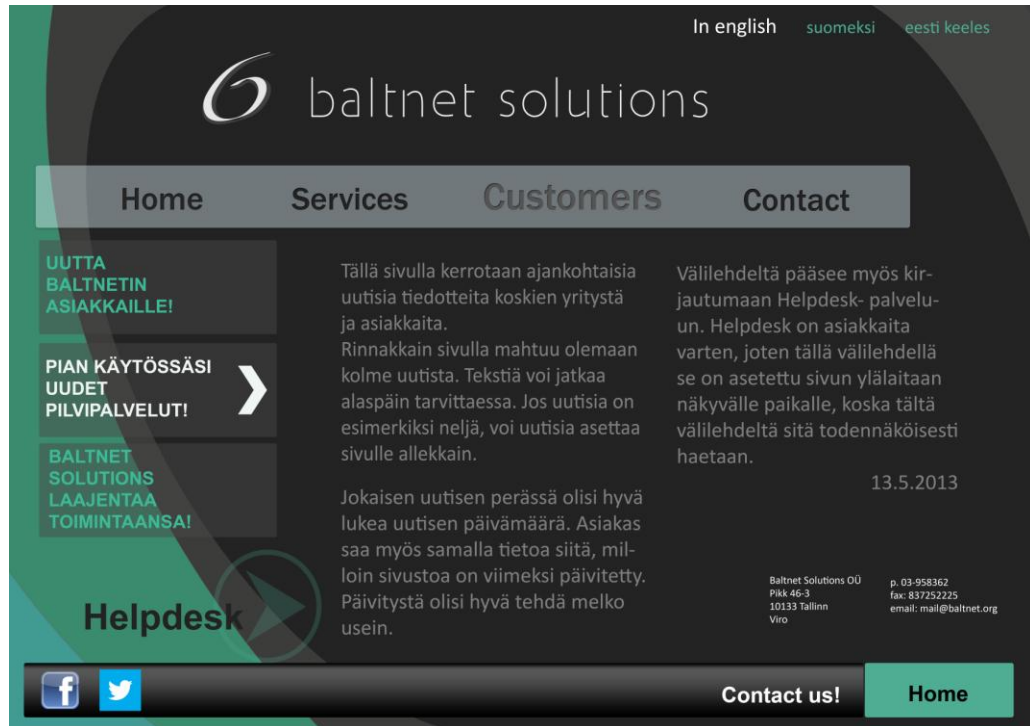 In english suomeksi eesti keeles
baltnet solutions
Home Services Customers Contact
UUTTA
BALTNETIN
ASIAKKAILLE!
PIAN KÄYTÖSSÄSI
UUDET
PILVIPALVELUT!
BALTNET
SOLUTIONS
LAAJENTAA
TOIMINTAANSA!
Helpdesk
Tällä sivulla kerrotaan ajankohtaisia
uutisia tiedotteita koskien yritystä
ja asiakkaita.
Rinnakkain sivulla mahtuu olemaan
kolme uutista. Tekstiä voi jatkaa
alaspäin tarvittaessa. Jos uutisia on
esimerkiksi neljä, voi uutisia asettaa
sivulle allekkain.
Jokaisen uutisen perässä olisi hyvä
lukea uutisen päivämäärä. Asiakas
saa myös samalla tietoa siitä, mil-
loin sivustoa on viimeksi päivitetty.
Päivitystä olisi hyvä tehdä melko
usein.
Välilehdeltä pääsee myös kir-
jautumaan Helpdesk- palvelu-
un. Helpdesk on asiakkaita
varten, joten tällä välilehdellä
se on asetettu sivun ylälaitaan
näkyvälle paikalle, koska tältä
välilehdeltä sitä todennäköisesti
haetaan.
13.5.2013
Baltnet Solutions OÜ
Pikk 46-3
10133 Tallinn
Viro
p. 03-958362
fax: 837252225
email: mail@baltnet.org
f Contact us! Home